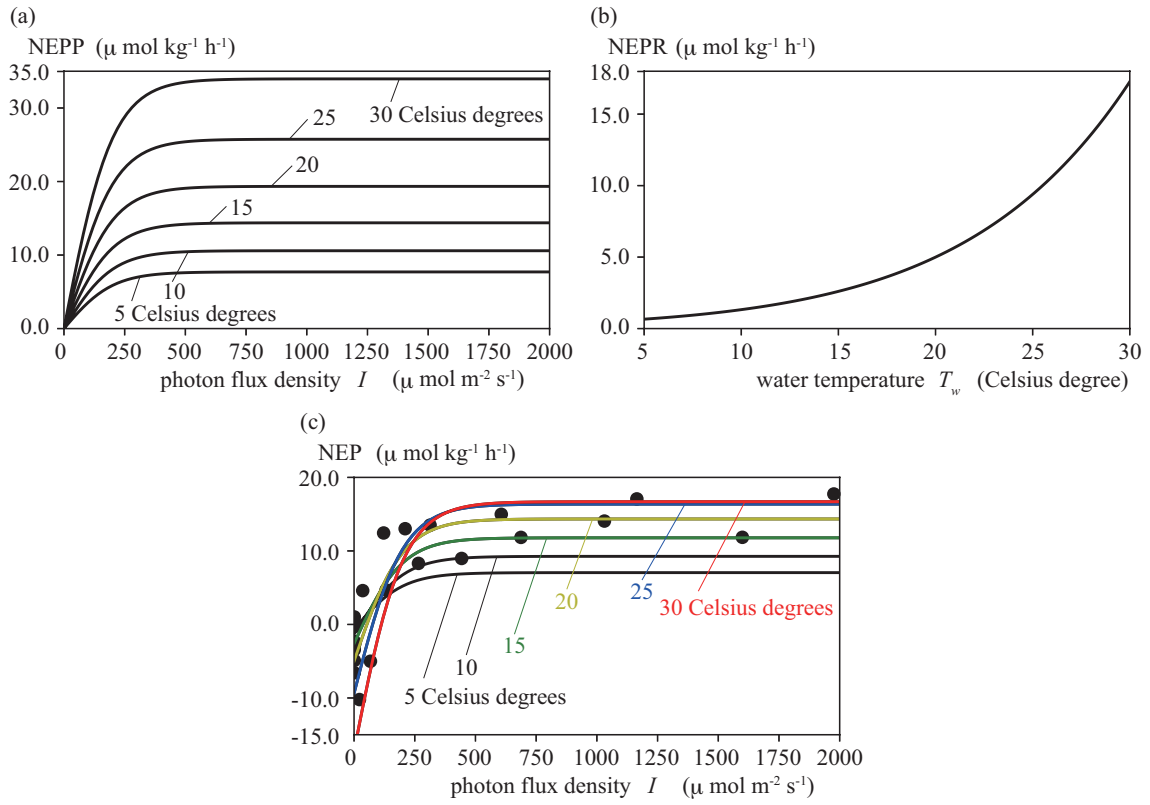 (a)
NEPP (μ mol kg⁻¹ h⁻¹)
35.0
30.0
20.0
10.0
0.0
30 Celsius degrees
25
20
15
10
5 Celsius degrees
0 250 500 750 1000 1250 1500 1750 2000
photon flux density I (μ mol m⁻² s⁻¹)
(b)
NEPR (μ mol kg⁻¹ h⁻¹)
18.0
15.0
10.0
5.0
0.0
5 10 15 20 25 30
water temperature T_w (Celsius degree)
(c)
NEP (μ mol kg⁻¹ h⁻¹)
20.0
10.0
0.0
-10.0
-15.0
30 Celsius degrees
25
20
15
10
5 Celsius degrees
0 250 500 750 1000 1250 1500 1750 2000
photon flux density I (μ mol m⁻² s⁻¹)